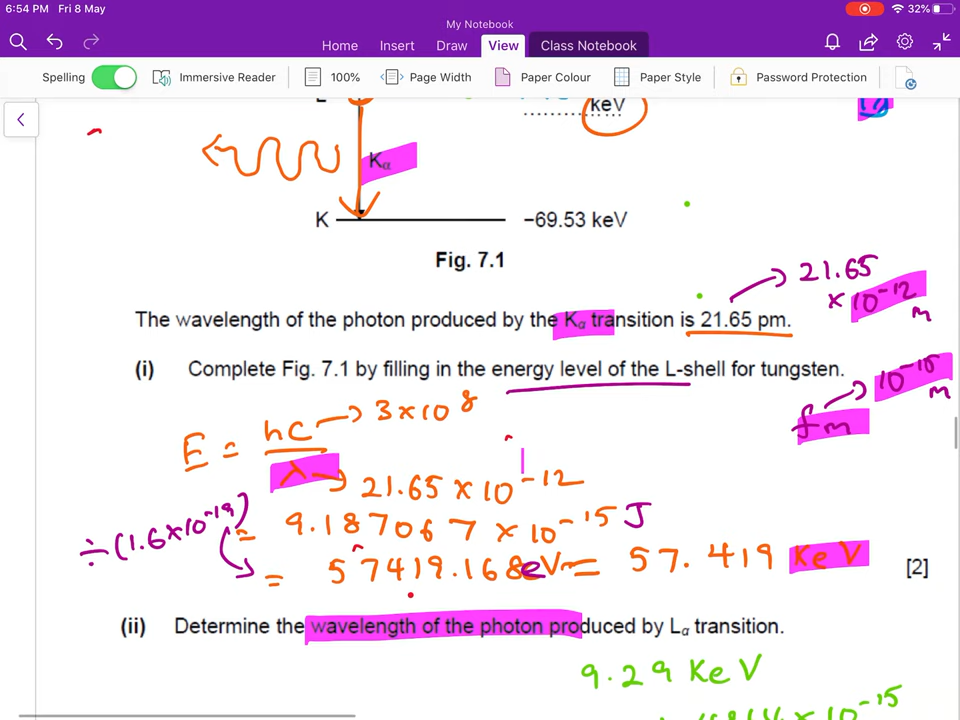 6:54 PM Fri 8 May 32%
My Notebook
Home Insert Draw View Class Notebook
Spelling Immersive Reader 100% Page Width Paper Colour Paper Style Password Protection
keV
Kα
K −69.53 keV
Fig. 7.1
21.65
× 10⁻¹² m
The wavelength of the photon produced by the Kα transition is 21.65 pm.
(i) Complete Fig. 7.1 by filling in the energy level of the L-shell for tungsten.
fm → 10⁻¹⁵ m
E = hc/λ → 3 × 10⁸
→ 21.65 × 10⁻¹²
÷ (1.6 × 10⁻¹⁹) = 9.187067 × 10⁻¹⁵ J
= 57419.168 eV = 57.419 KeV [2]
(ii) Determine the wavelength of the photon produced by Lα transition.
9.29 KeV